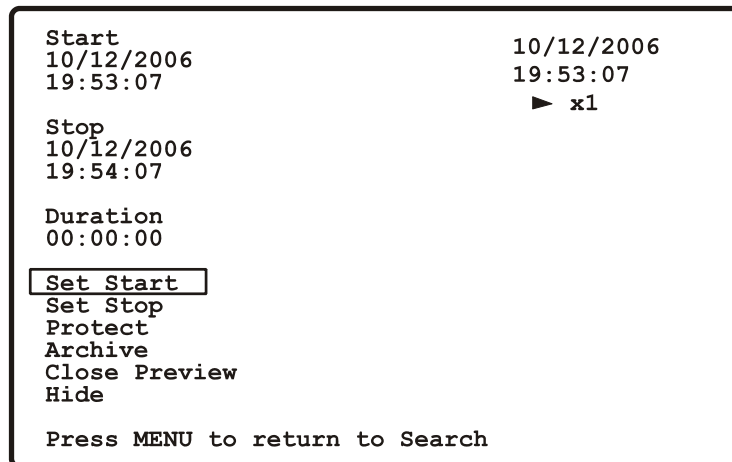 Start
10/12/2006
19:53:07
Stop
10/12/2006
19:54:07
Duration
00:00:00
Set Start
Set Stop
Protect
Archive
Close Preview
Hide
Press MENU to return to Search
10/12/2006
19:53:07
► x1